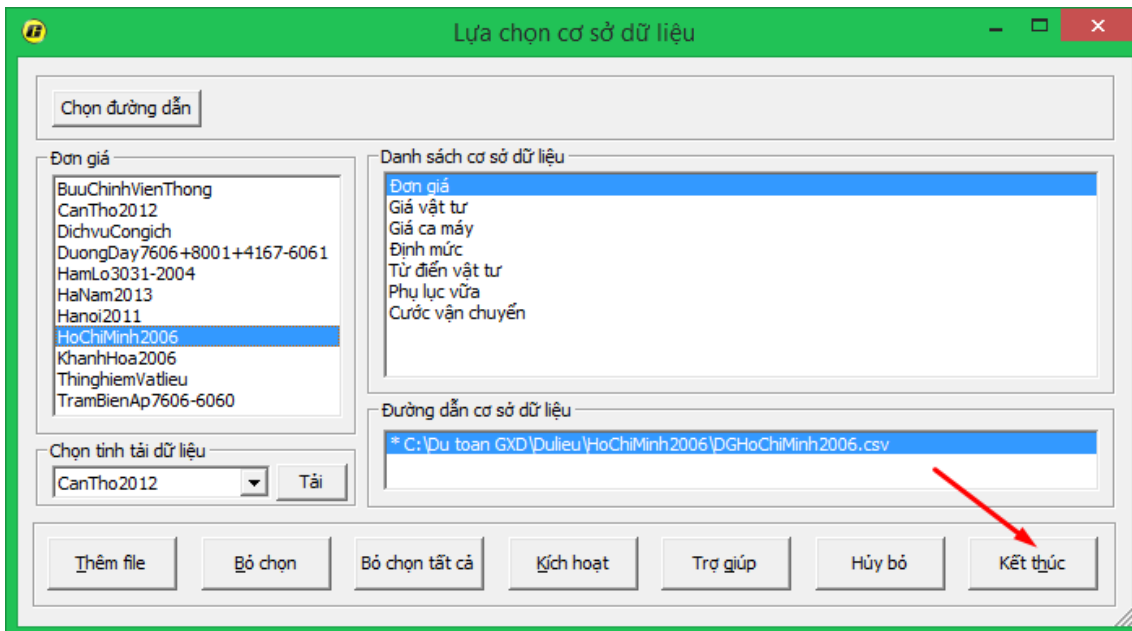 Lựa chọn cơ sở dữ liệu
Chọn đường dẫn
Đơn giá
BuuChinhVienThong
CanTho2012
DichvuCongich
DuongDay7606+8001+4167-6061
HamLo3031-2004
HaNam2013
Hanoi2011
HoChiMinh2006
KhanhHoa2006
ThinghiemVatlieu
TramBienAp7606-6060
Chọn tỉnh tải dữ liệu
CanTho2012
Tải
Danh sách cơ sở dữ liệu
Đơn giá
Giá vật tư
Giá ca máy
Định mức
Từ điển vật tư
Phụ lục vữa
Cước vận chuyển
Đường dẫn cơ sở dữ liệu
* C:\Du toan GXD\Dulieu\HoChiMinh2006\DGHoChiMinh2006.csv
Thêm file
Bỏ chọn
Bỏ chọn tất cả
Kích hoạt
Trợ giúp
Hủy bỏ
Kết thúc